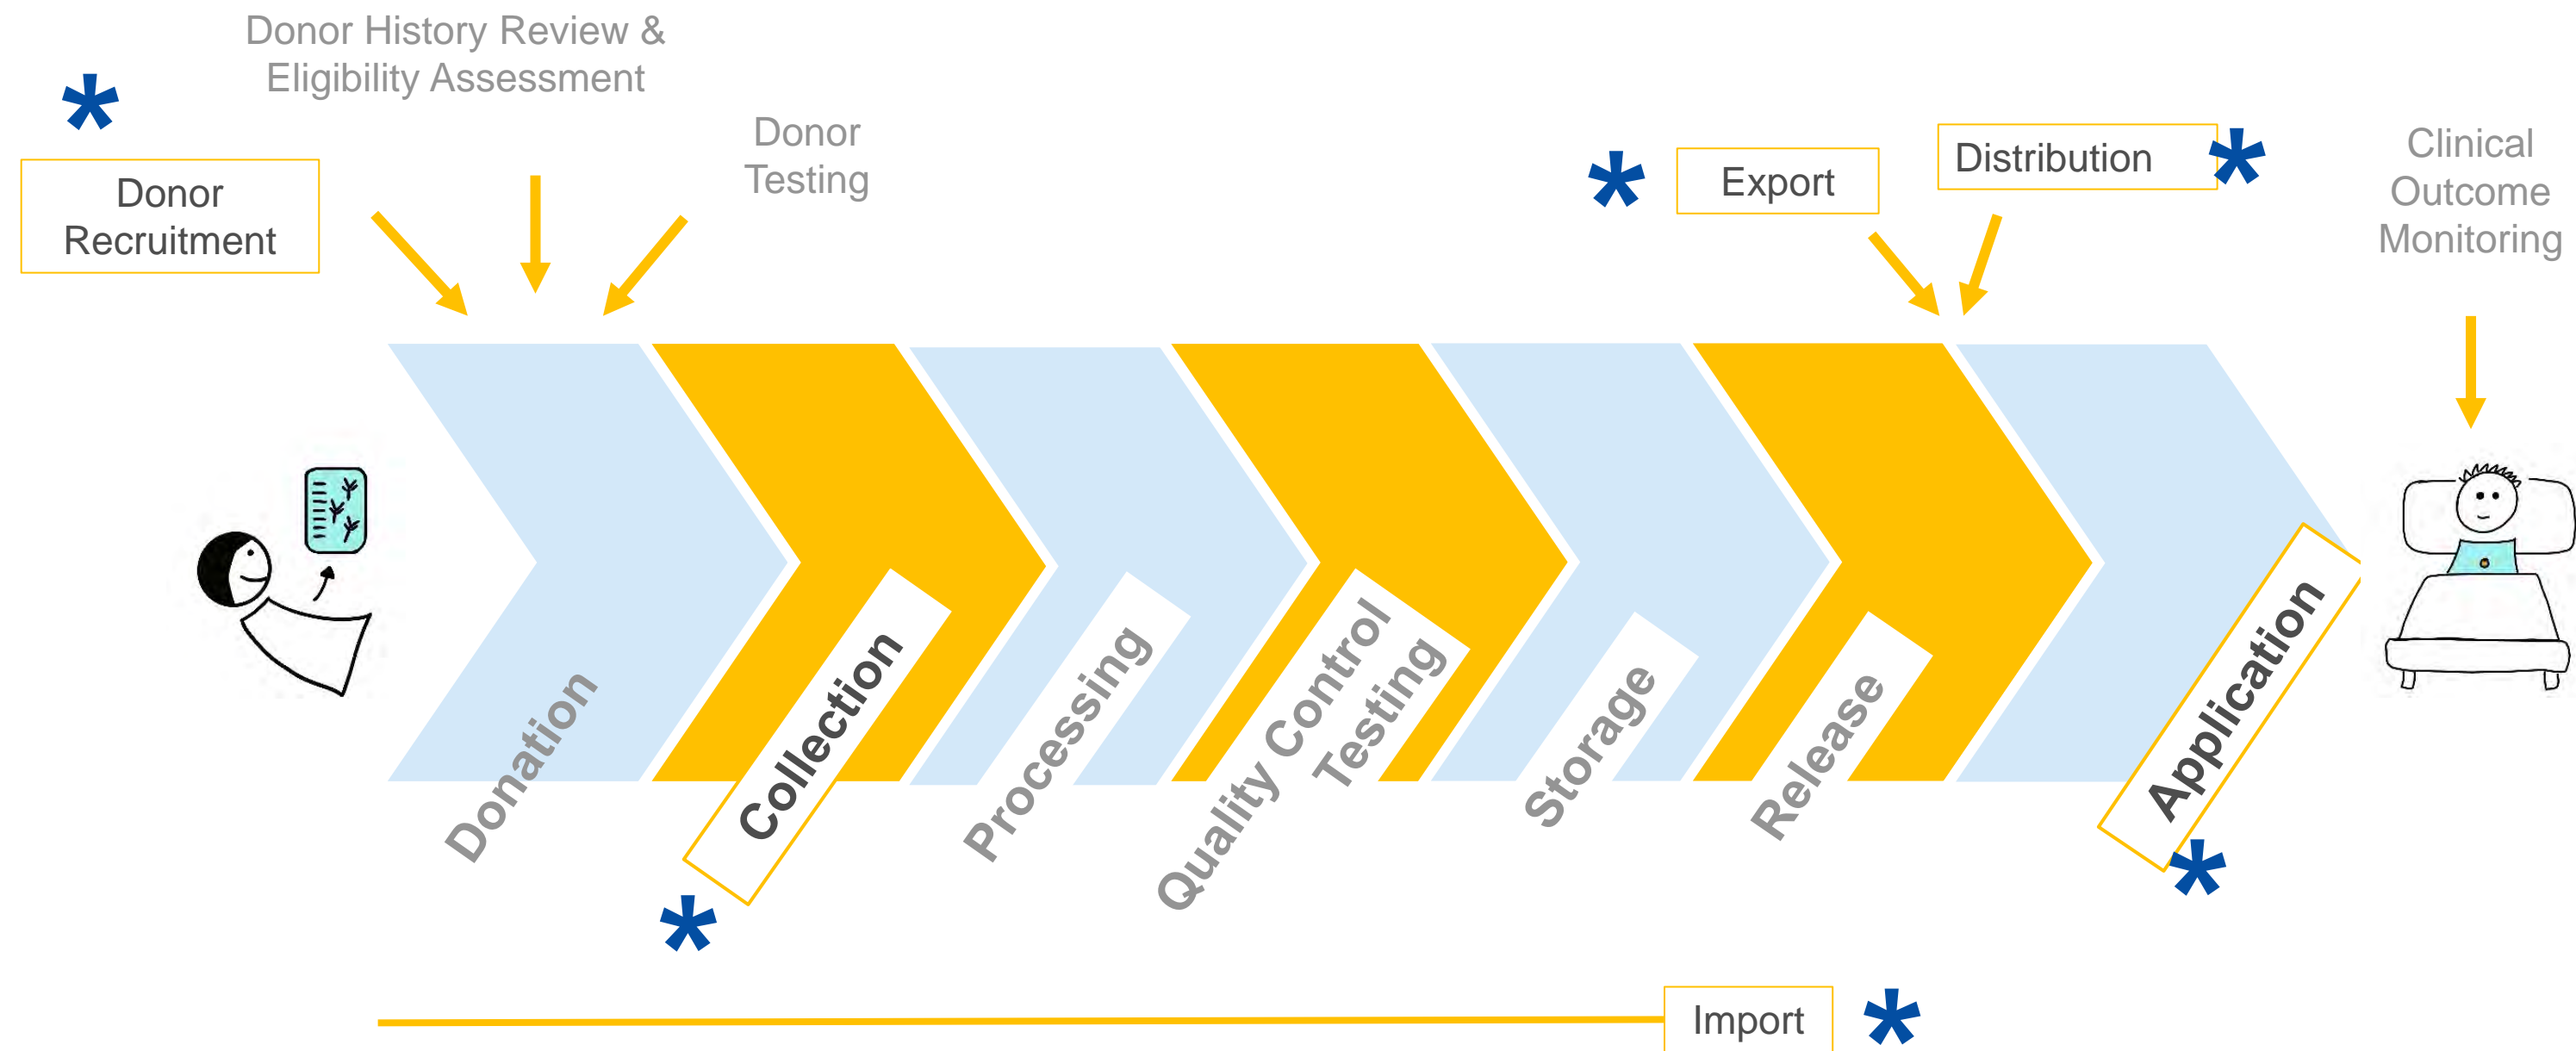 Donor History Review &
Eligibility Assessment
*
Donor
Recruitment
Donor
Testing
*
Export
Distribution
*
Clinical
Outcome
Monitoring
Donation
Collection
*
Processing
Quality Control
Testing
Storage
Release
Application
*
Import
*